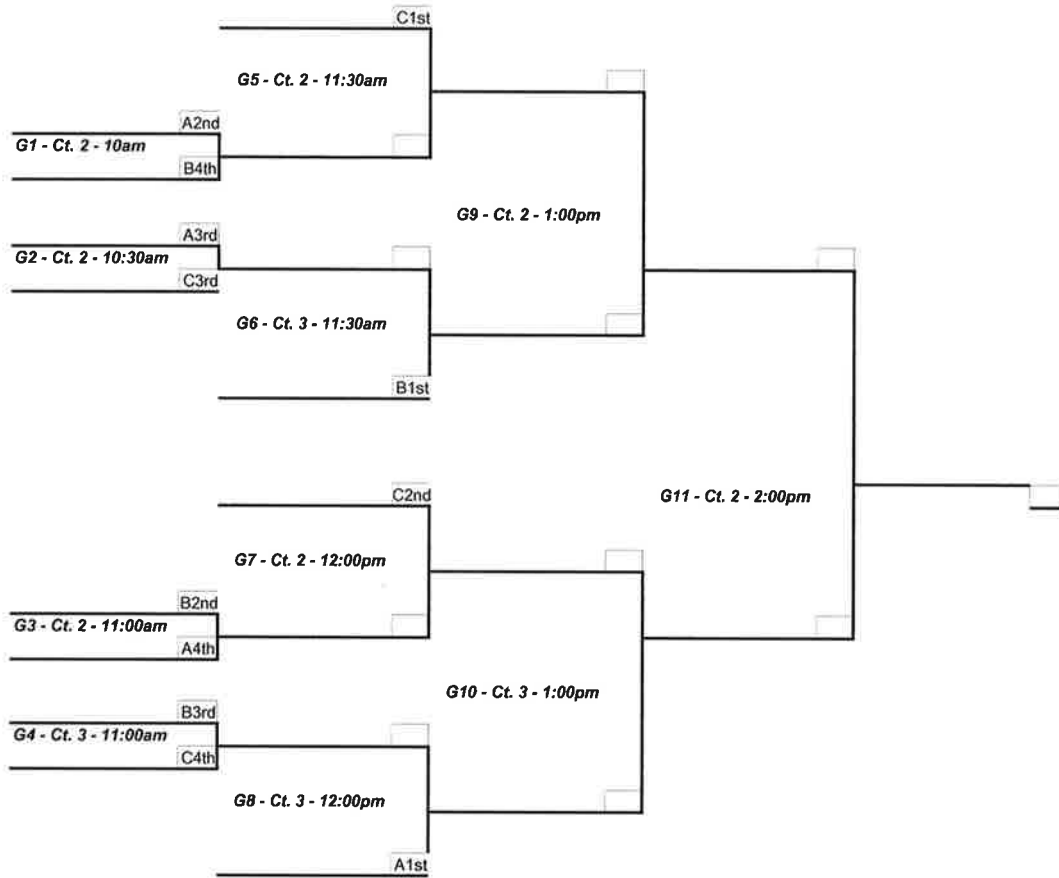 C1st
G5 - Ct. 2 - 11:30am
A2nd
G1 - Ct. 2 - 10am
B4th
G9 - Ct. 2 - 1:00pm
A3rd
G2 - Ct. 2 - 10:30am
C3rd
G6 - Ct. 3 - 11:30am
B1st
C2nd
G11 - Ct. 2 - 2:00pm
G7 - Ct. 2 - 12:00pm
B2nd
G3 - Ct. 2 - 11:00am
A4th
G10 - Ct. 3 - 1:00pm
B3rd
G4 - Ct. 3 - 11:00am
C4th
G8 - Ct. 3 - 12:00pm
A1st